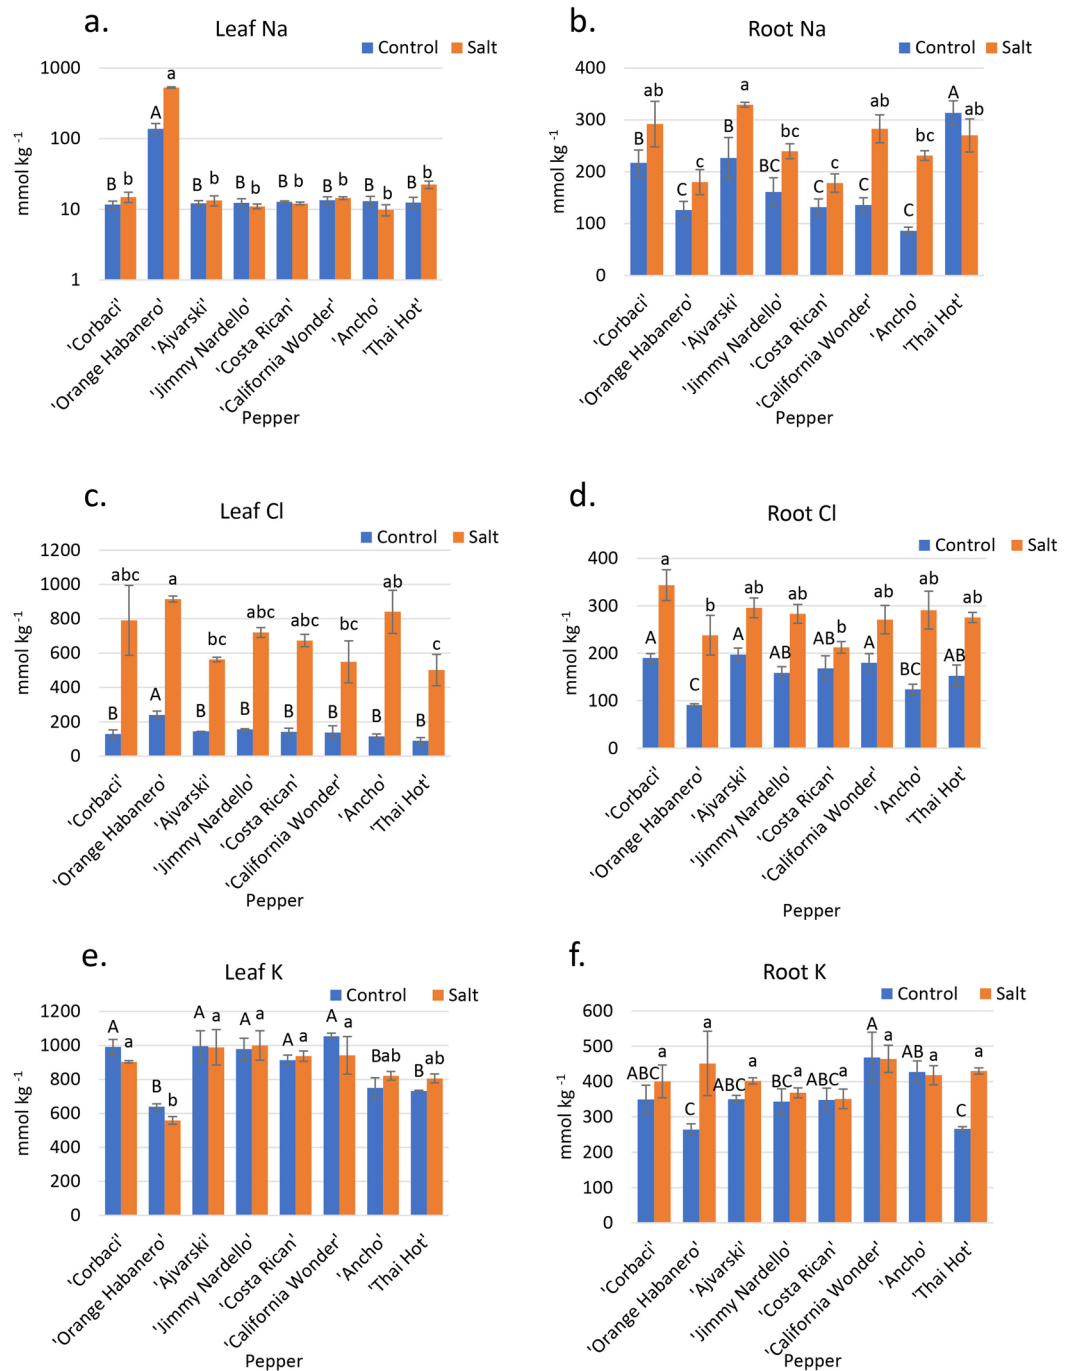 a.
Leaf Na
Control Salt
1000
100
10
1
mmol kg -1
B b A a B b B b B b B b B b B b
'Corbaci' 'Orange Habanero' 'Ajvarski' 'Jimmy Nardello' 'Costa Rican' 'California Wonder' 'Ancho' 'Thai Hot'
Pepper
b.
Root Na
Control Salt
400
300
200
100
0
mmol kg -1
B ab C c B a BC bc C c C ab C bc A ab
'Corbaci' 'Orange Habanero' 'Ajvarski' 'Jimmy Nardello' 'Costa Rican' 'California Wonder' 'Ancho' 'Thai Hot'
Pepper
c.
Leaf Cl
Control Salt
1200
1000
800
600
400
200
0
mmol kg -1
B abc A a B bc B abc B abc B bc B ab B c
'Corbaci' 'Orange Habanero' 'Ajvarski' 'Jimmy Nardello' 'Costa Rican' 'California Wonder' 'Ancho' 'Thai Hot'
Pepper
d.
Root Cl
Control Salt
400
300
200
100
0
mmol kg -1
A a C b A ab AB ab AB b A ab BC ab AB ab
'Corbaci' 'Orange Habanero' 'Ajvarski' 'Jimmy Nardello' 'Costa Rican' 'California Wonder' 'Ancho' 'Thai Hot'
Pepper
e.
Leaf K
Control Salt
1200
1000
800
600
400
200
0
mmol kg -1
A a B b A a A a A a A a Bab B ab
'Corbaci' 'Orange Habanero' 'Ajvarski' 'Jimmy Nardello' 'Costa Rican' 'California Wonder' 'Ancho' 'Thai Hot'
Pepper
f.
Root K
Control Salt
600
500
400
300
200
100
0
mmol kg -1
ABC a C a ABC a BC a ABC a A a AB a C a
'Corbaci' 'Orange Habanero' 'Ajvarski' 'Jimmy Nardello' 'Costa Rican' 'California Wonder' 'Ancho' 'Thai Hot'
Pepper